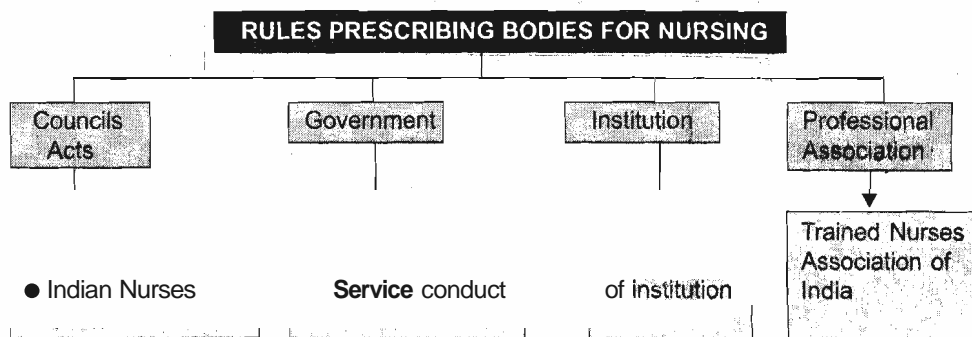 RULES PRESCRIBING BODIES FOR NURSING
Councils
Acts
Government
Institution
Professional
Association
Trained Nurses
Association of
India
● Indian Nurses
Service conduct
of institution